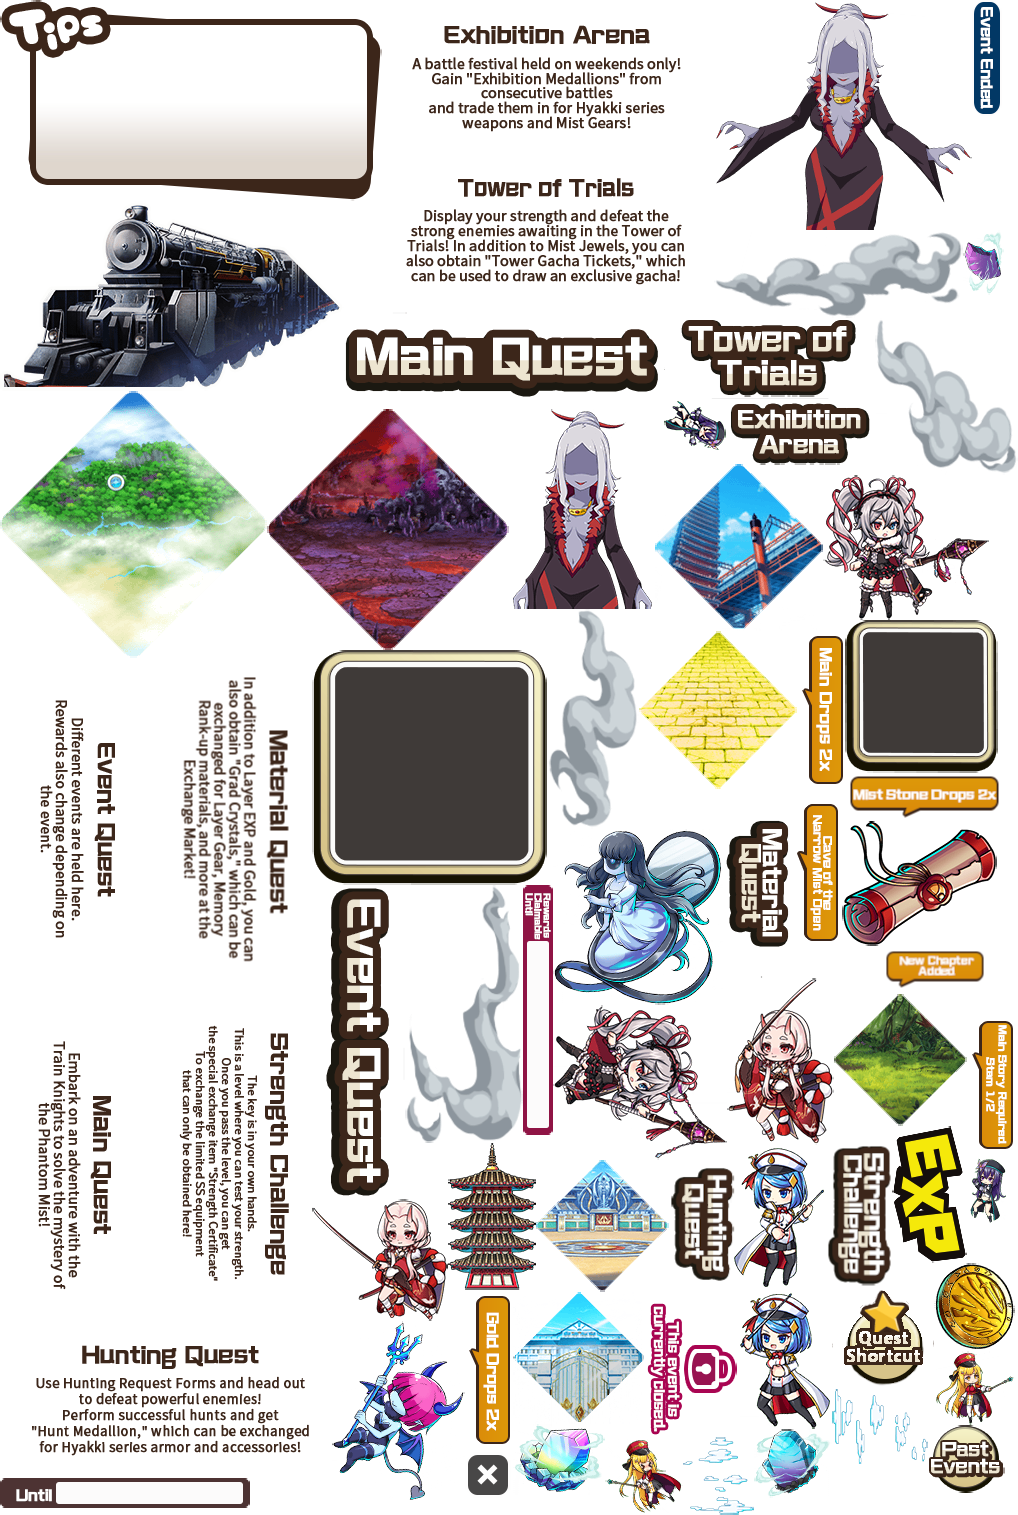 Tips
Exhibition Arena
A battle festival held on weekends only!
Gain "Exhibition Medallions" from
consecutive battles
and trade them in for Hyakki series
weapons and Mist Gears!
Event Ended
Tower of Trials
Display your strength and defeat the
strong enemies awaiting in the Tower of
Trials! In addition to Mist Jewels, you can
also obtain "Tower Gacha Tickets," which
can be used to draw an exclusive gacha!
Main Quest
Tower of
Trials
Exhibition
Arena
Main Drops 2x
Mist Stone Drops 2x
Event Quest
Different events are held here.
Rewards also change depending on
the event.
Material Quest
In addition to Layer EXP and Gold, you can
also obtain "Grad Crystals," which can be
exchanged for Layer Gear, Memory
Rank-up materials, and more at the
Exchange Market!
Material
Quest
Cave of the
Narrow Mist Open
Event Quest
Rewards
Claimable
Until
New Chapter
Added
Main Story Required
Stam 1/2
Main Quest
Embark on an adventure with the
Train Knights to solve the mystery of
the Phantom Mist!
Strength Challenge
The key is in your own hands.
This is a level where you can test your strength.
Once you pass the level, you can get
the special exchange item "Strength Certificate"
To exchange the limited SS equipment
that can only be obtained here!
Hunting
Quest
Strength
Challenge
EXP
Gold Drops 2x
This event is
currently closed.
Quest
Shortcut
Hunting Quest
Use Hunting Request Forms and head out
to defeat powerful enemies!
Perform successful hunts and get
"Hunt Medallion," which can be exchanged
for Hyakki series armor and accessories!
Past
Events
Until